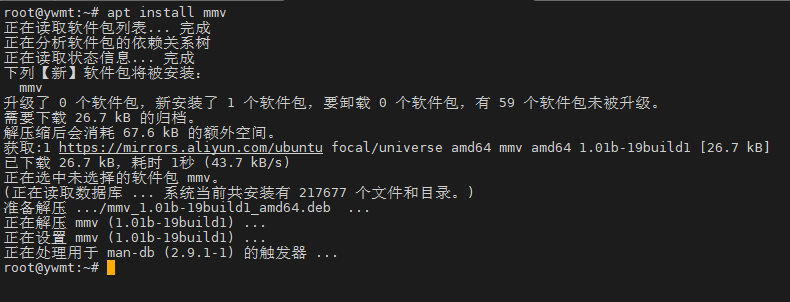 root@ywmt:~# apt install mmv
正在读取软件包列表... 完成
正在分析软件包的依赖关系树
正在读取状态信息... 完成
下列【新】软件包将被安装：
  mmv
升级了 0 个软件包，新安装了 1 个软件包，要卸载 0 个软件包，有 59 个软件包未被升级。
需要下载 26.7 kB 的归档。
解压缩后会消耗 67.6 kB 的额外空间。
获取:1 https://mirrors.aliyun.com/ubuntu focal/universe amd64 mmv amd64 1.01b-19build1 [26.7 kB]
已下载 26.7 kB，耗时 1秒 (43.7 kB/s)
正在选中未选择的软件包 mmv。
(正在读取数据库 ... 系统当前共安装有 217677 个文件和目录。)
准备解压 .../mmv_1.01b-19build1_amd64.deb  ...
正在解压 mmv (1.01b-19build1) ...
正在设置 mmv (1.01b-19build1) ...
正在处理用于 man-db (2.9.1-1) 的触发器 ...
root@ywmt:~#